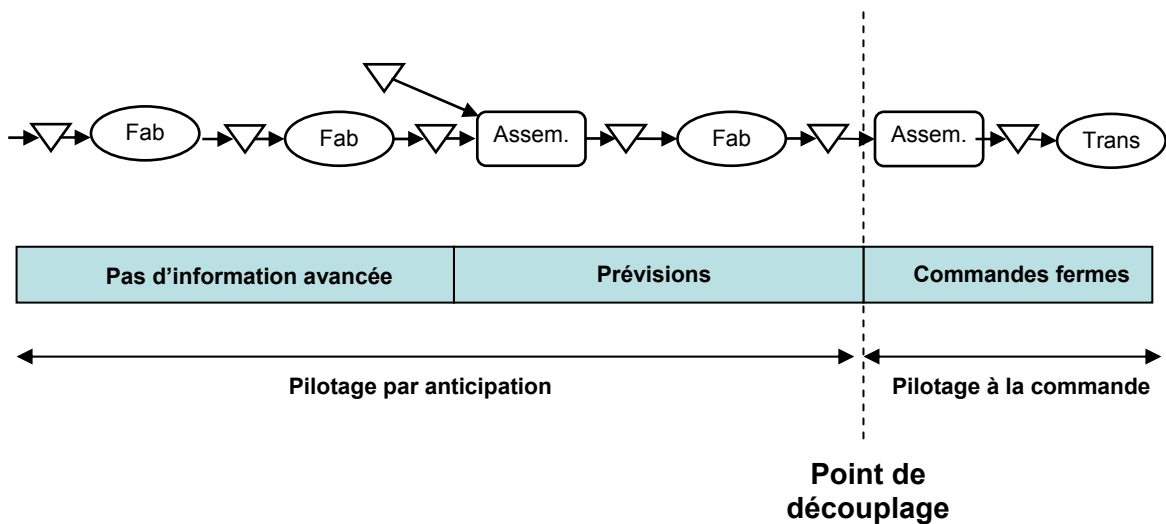 Fab
Fab
Assem.
Fab
Assem.
Trans
Pas d’information avancée
Prévisions
Commandes fermes
Pilotage par anticipation
Pilotage à la commande
Point de
découplage